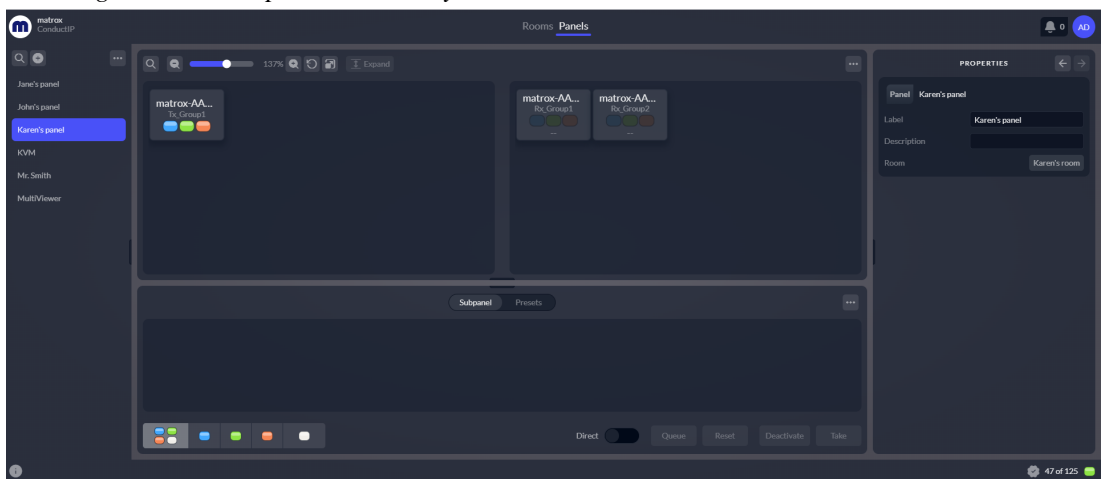 matrox
ConductIP
Rooms Panels
0 AD
137%
Expand
PROPERTIES
Jane's panel
John's panel
Karen's panel
KVM
Mr. Smith
MultiViewer
matrox-AA...
Tx_Group1
matrox-AA...
Rx_Group1
...
matrox-AA...
Rx_Group2
...
Panel Karen's panel
Label Karen's panel
Description
Room Karen's room
Subpanel Presets
Direct Queue Reset Deactivate Take
47 of 125